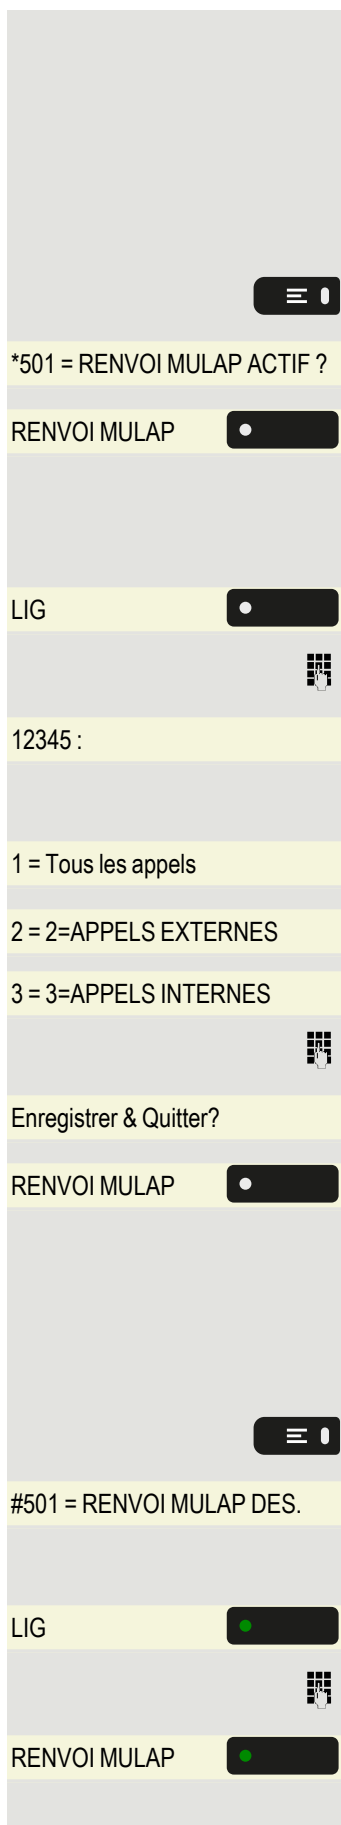 *501 = RENVOI MULAP ACTIF ?
RENVOI MULAP
LIG
12345 :
1 = Tous les appels
2 = 2=APPELS EXTERNES
3 = 3=APPELS INTERNES
Enregistrer & Quitter?
RENVOI MULAP
#501 = RENVOI MULAP DES.
LIG
RENVOI MULAP